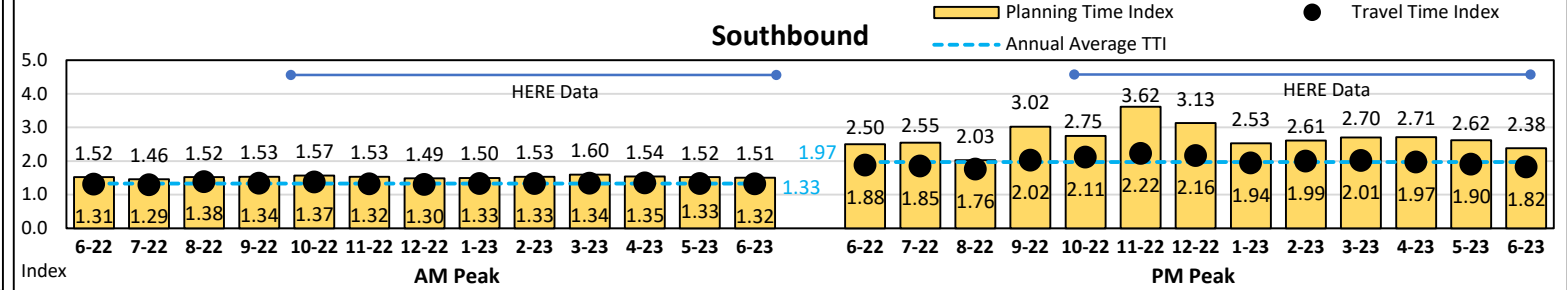 Planning Time Index
Travel Time Index
Southbound
Annual Average TTI
5.0
4.0
3.0
2.0
1.0
0.0
HERE Data
HERE Data
1.52 1.46 1.52 1.53 1.57 1.53 1.49 1.50 1.53 1.60 1.54 1.52 1.51
1.97
2.50 2.55 2.03 3.02 2.75 3.62 3.13 2.53 2.61 2.70 2.71 2.62 2.38
1.33
1.31 1.29 1.38 1.34 1.37 1.32 1.30 1.33 1.33 1.34 1.35 1.33 1.32
1.88 1.85 1.76 2.02 2.11 2.22 2.16 1.94 1.99 2.01 1.97 1.90 1.82
6-22 7-22 8-22 9-22 10-22 11-22 12-22 1-23 2-23 3-23 4-23 5-23 6-23
6-22 7-22 8-22 9-22 10-22 11-22 12-22 1-23 2-23 3-23 4-23 5-23 6-23
Index
AM Peak
PM Peak